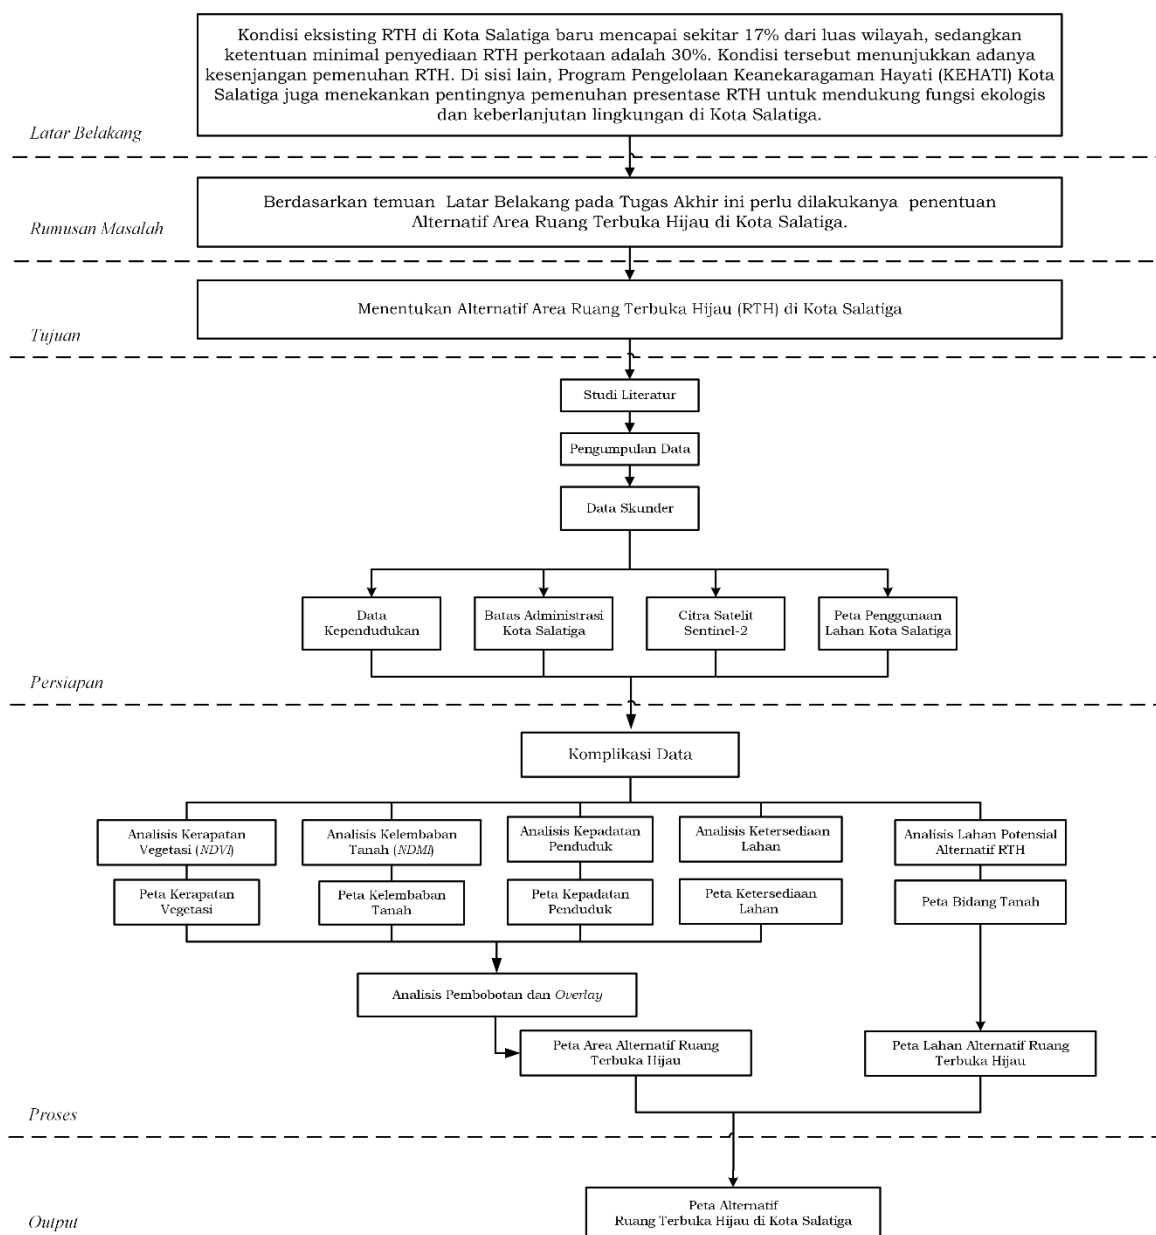 Kondisi eksisting RTH di Kota Salatiga baru mencapai sekitar 17% dari luas wilayah, sedangkan
ketentuan minimal penyediaan RTH perkotaan adalah 30%. Kondisi tersebut menunjukkan adanya
kesenjangan pemenuhan RTH. Di sisi lain, Program Pengelolaan Keanekaragaman Hayati (KEHATI) Kota
Salatiga juga menekankan pentingnya pemenuhan presentase RTH untuk mendukung fungsi ekologis
dan keberlanjutan lingkungan di Kota Salatiga.
Latar Belakang
Berdasarkan temuan Latar Belakang pada Tugas Akhir ini perlu dilakukanya penentuan
Alternatif Area Ruang Terbuka Hijau di Kota Salatiga.
Rumusan Masalah
Menentukan Alternatif Area Ruang Terbuka Hijau (RTH) di Kota Salatiga
Tujuan
Studi Literatur
Pengumpulan Data
Data Skunder
Data
Kependudukan
Batas Administrasi
Kota Salatiga
Citra Satelit
Sentinel-2
Peta Penggunaan
Lahan Kota Salatiga
Persiapan
Komplikasi Data
Analisis Kerapatan
Vegetasi (NDVI)
Analisis Kelembaban
Tanah (NDMI)
Analisis Kepadatan
Penduduk
Analisis Ketersediaan
Lahan
Analisis Lahan Potensial
Alternatif RTH
Peta Kerapatan
Vegetasi
Peta Kelembaban
Tanah
Peta Kepadatan
Penduduk
Peta Ketersediaan
Lahan
Peta Bidang Tanah
Analisis Pembobotan dan Overlay
Peta Area Alternatif Ruang
Terbuka Hijau
Peta Lahan Alternatif Ruang
Terbuka Hijau
Proses
Peta Alternatif
Ruang Terbuka Hijau di Kota Salatiga
Output